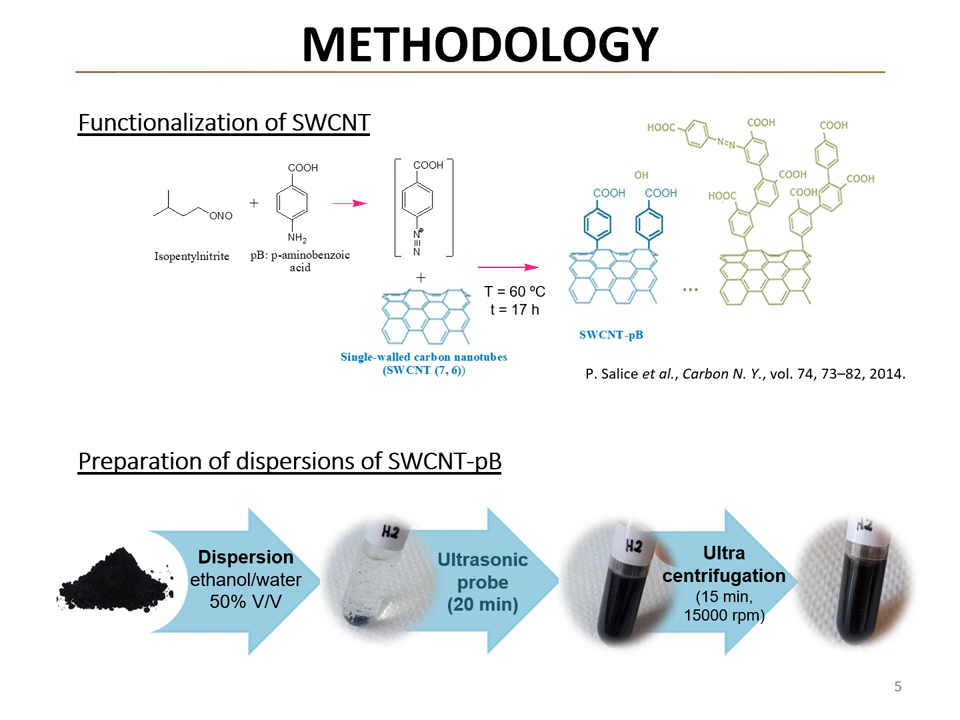 METHODOLOGY
Functionalization of SWCNT
COOH
ONO
Isopentylnitrite
+
COOH
NH2
pB: p-aminobenzoic
acid
COOH
N⊕
N
+
Single-walled carbon nanotubes
(SWCNT (7, 6))
T = 60 ºC
t = 17 h
OH
COOH
COOH
SWCNT-pB
...
HOOC
N=N
COOH
COOH
HOOC
COOH
COOH
COOH
P. Salice et al., Carbon N. Y., vol. 74, 73–82, 2014.
Preparation of dispersions of SWCNT-pB
Dispersion
ethanol/water
50% V/V
H2
Ultrasonic
probe
(20 min)
H2
Ultra
centrifugation
(15 min,
15000 rpm)
H2
5